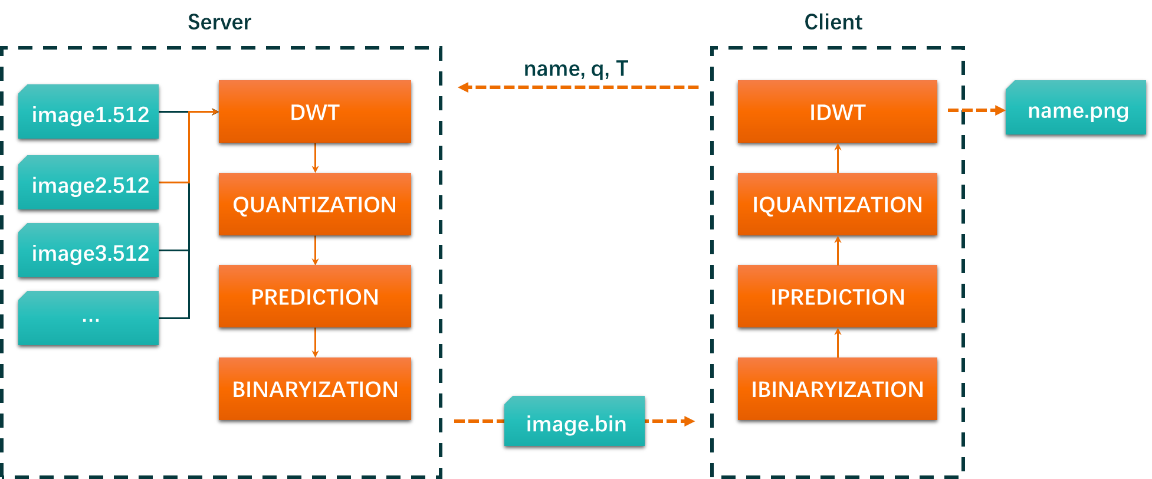 Server
Client
name, q, T
image1.512
image2.512
image3.512
...
DWT
QUANTIZATION
PREDICTION
BINARYIZATION
image.bin
IDWT
IQUANTIZATION
IPREDICTION
IBINARYIZATION
name.png